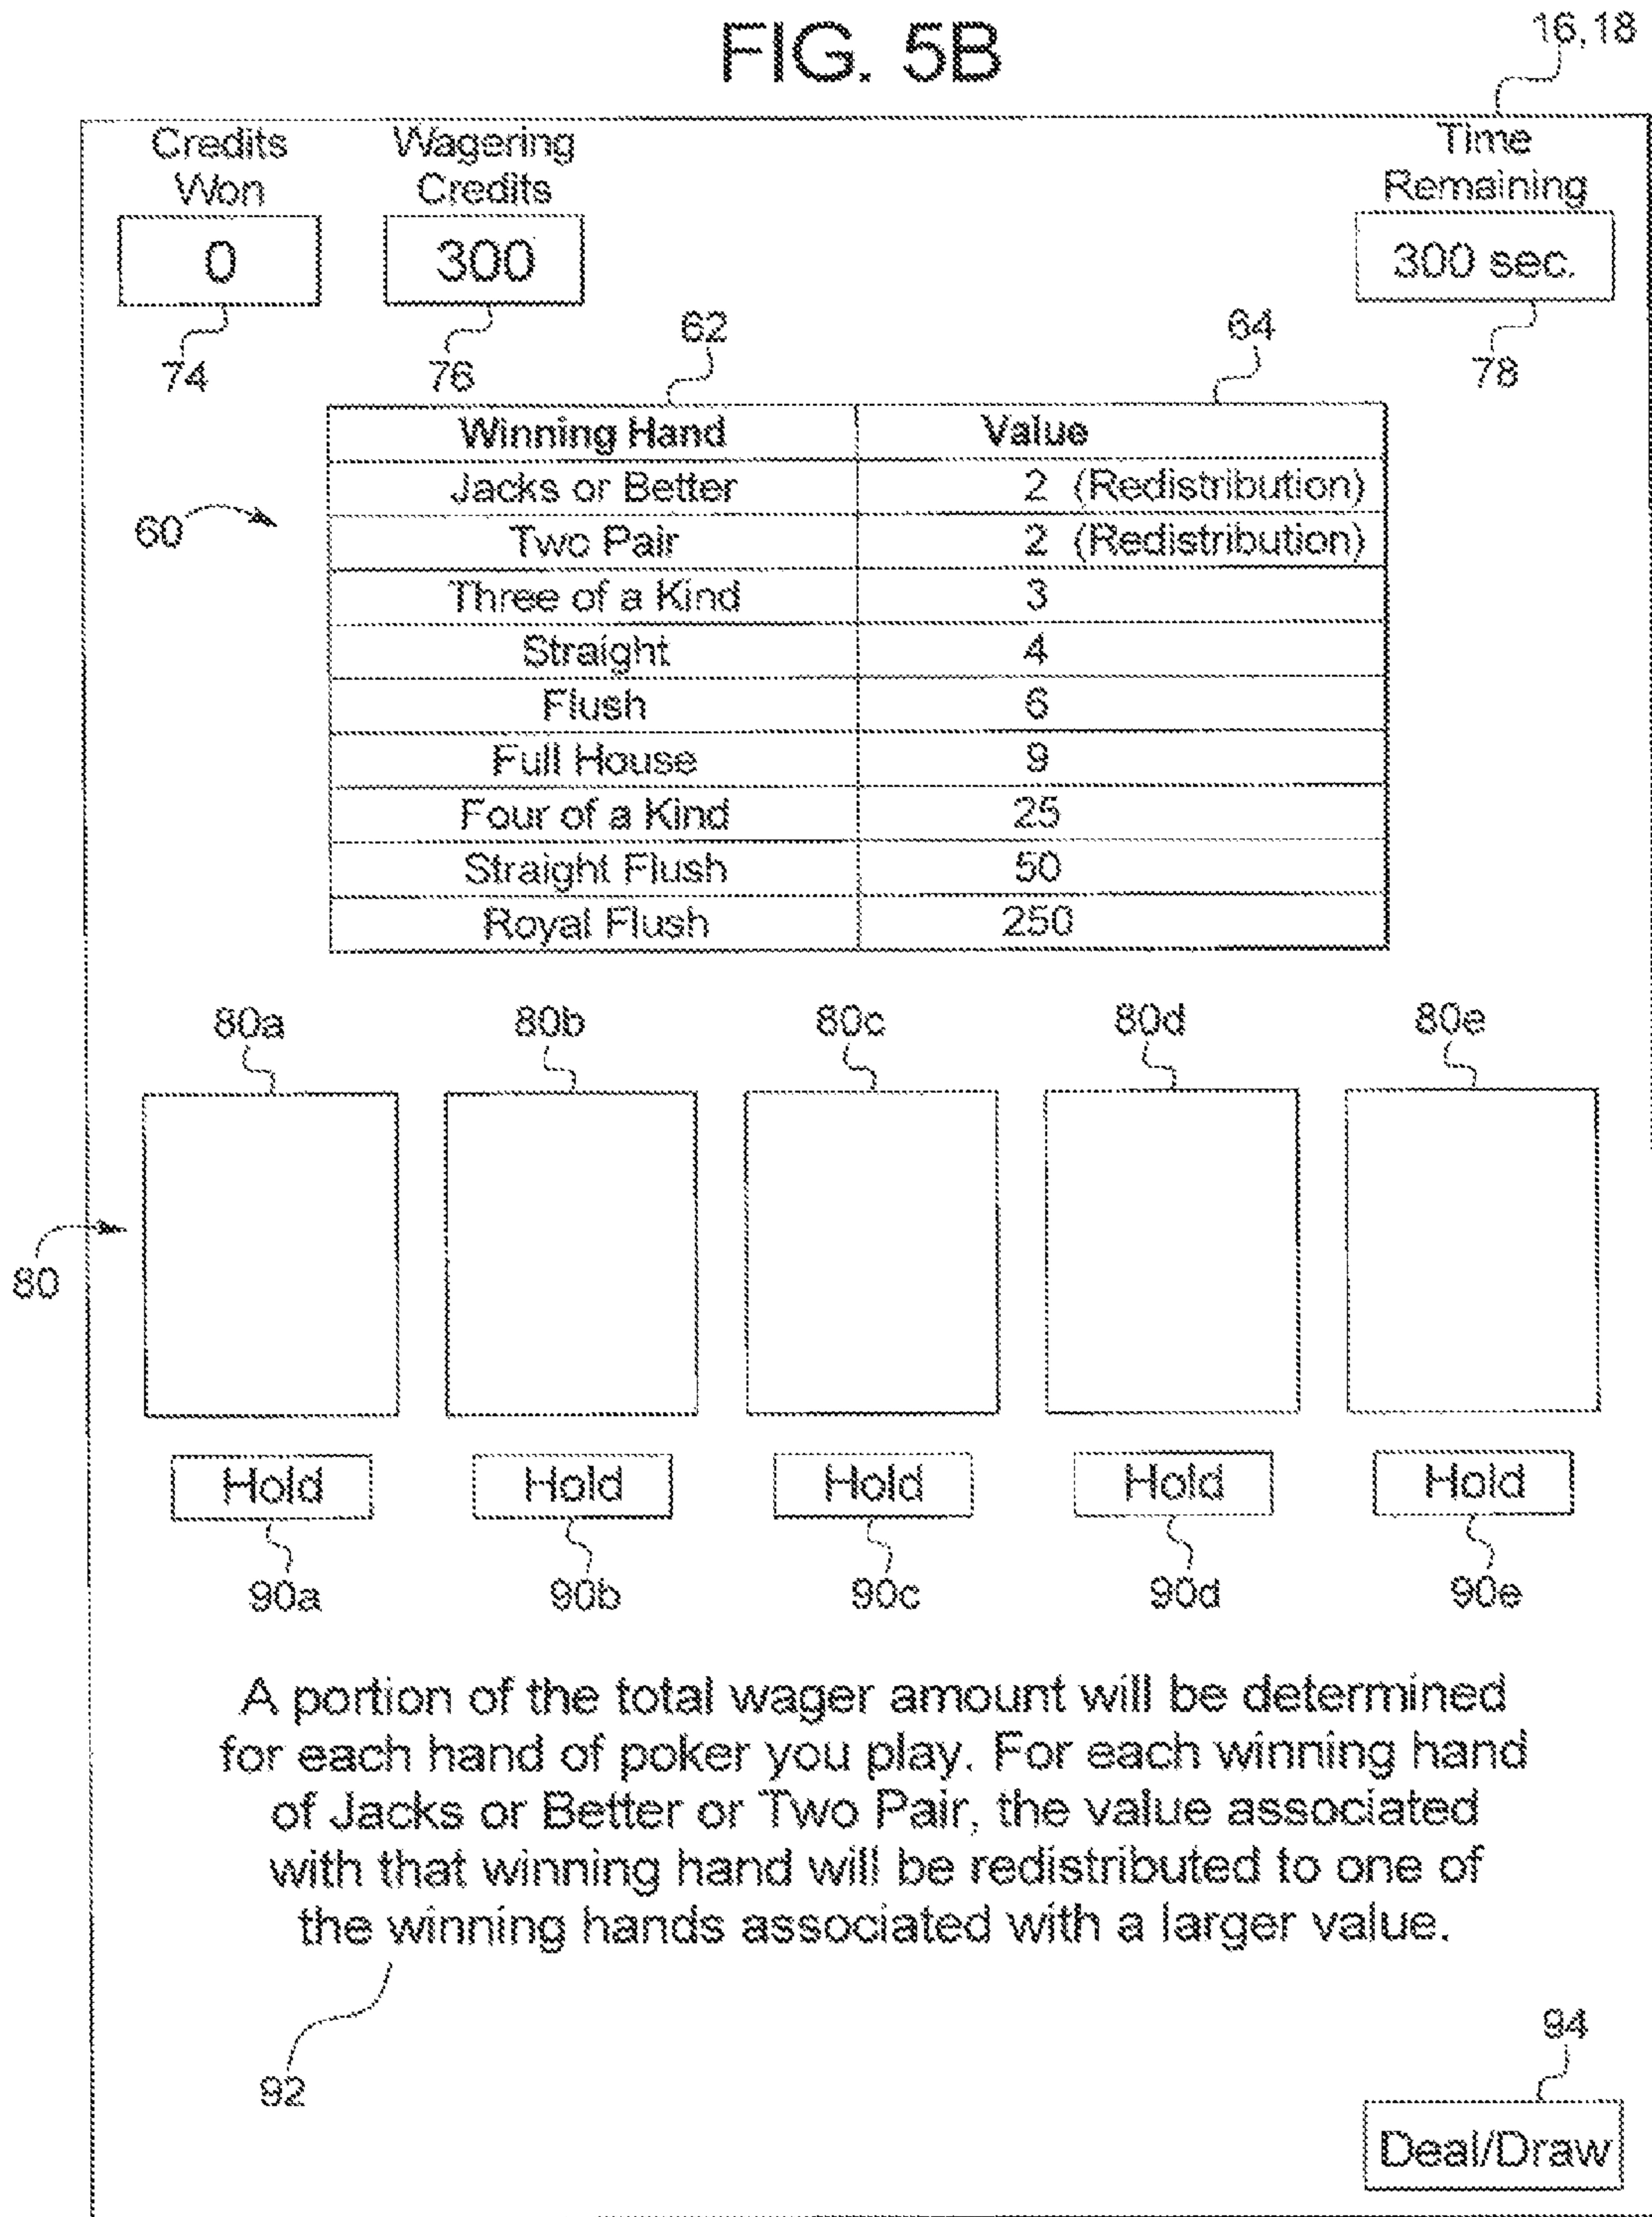 FIG. 5B
16,18
Credits Won
Wagering Credits
Time Remaining
0
300
300 sec.
74
76
62
64
78
60
Winning Hand Value
Jacks or Better 2 (Redistribution)
Two Pair 2 (Redistribution)
Three of a Kind 3
Straight 4
Flush 6
Full House 9
Four of a Kind 25
Straight Flush 50
Royal Flush 250
80a 80b 80c 80d 80e
80
Hold Hold Hold Hold Hold
90a 90b 90c 90d 90e
A portion of the total wager amount will be determined
for each hand of poker you play. For each winning hand
of Jacks or Better or Two Pair, the value associated
with that winning hand will be redistributed to one of
the winning hands associated with a larger value.
92
94
Deal/Draw